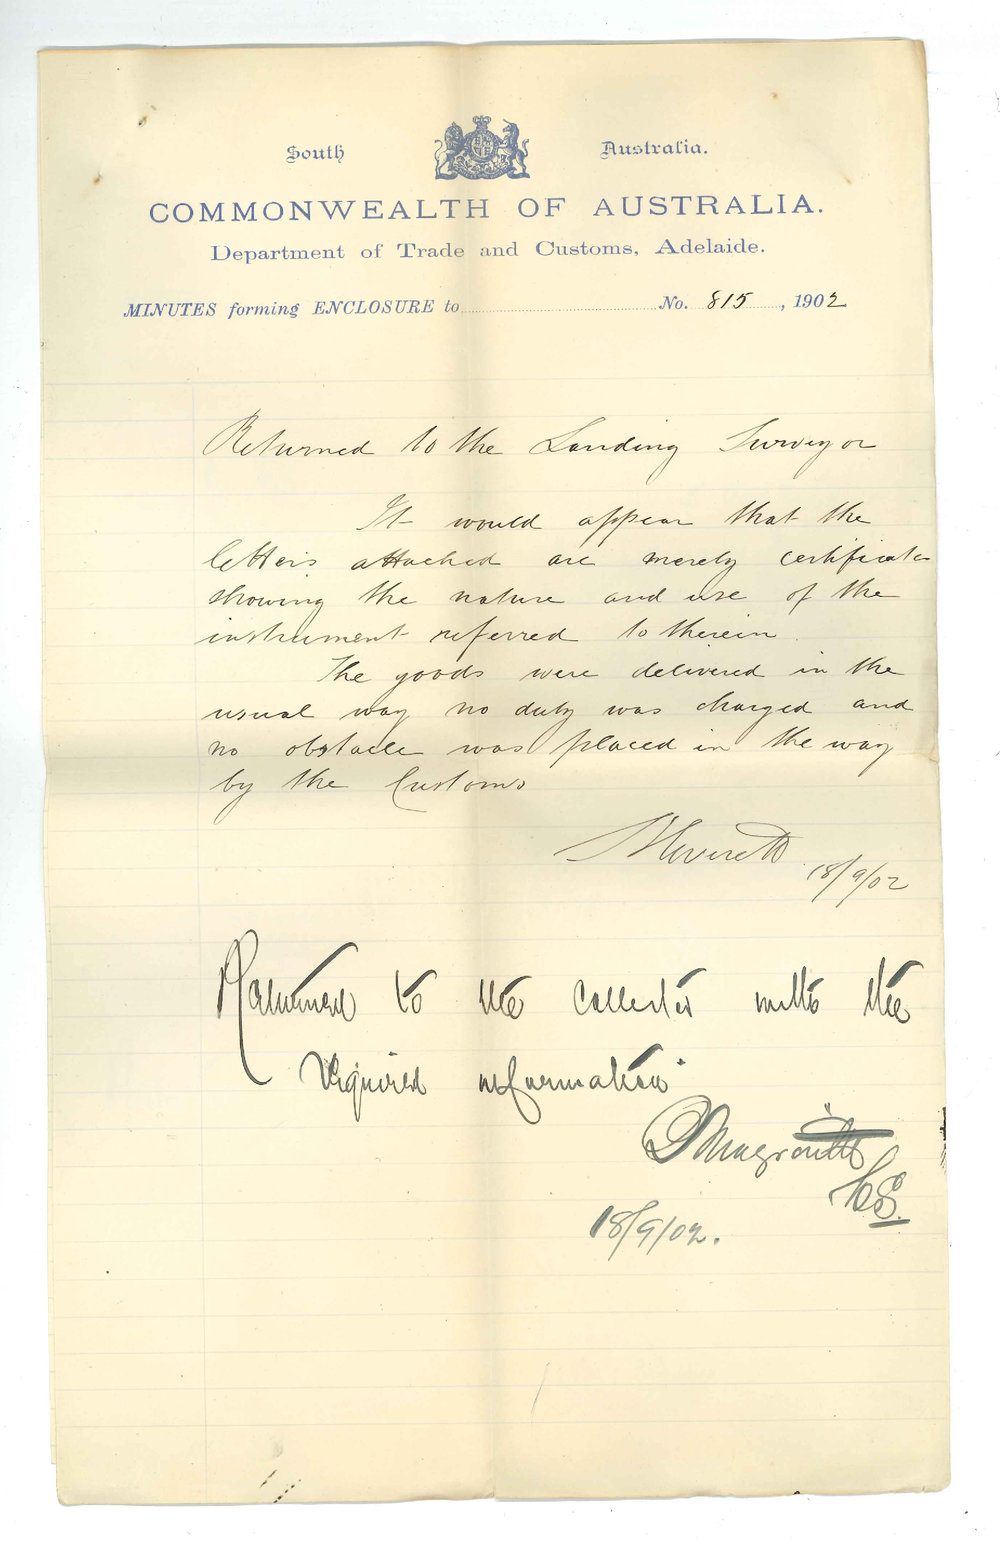 South Australia.
COMMONWEALTH OF AUSTRALIA.
Department of Trade and Customs, Adelaide.
MINUTES forming ENCLOSURE to No. 815, 1902
Returned to the Landing Surveyor
It would appear that the
letters attached are merely certificates
showing the nature and use of the
instrument referred to therein.
The goods were delivered in the
usual way no duty was charged and
no obstacle was placed in the way
by the Customs
18/9/02
Returned to the Collector with the
required information
LS.
18/9/02.